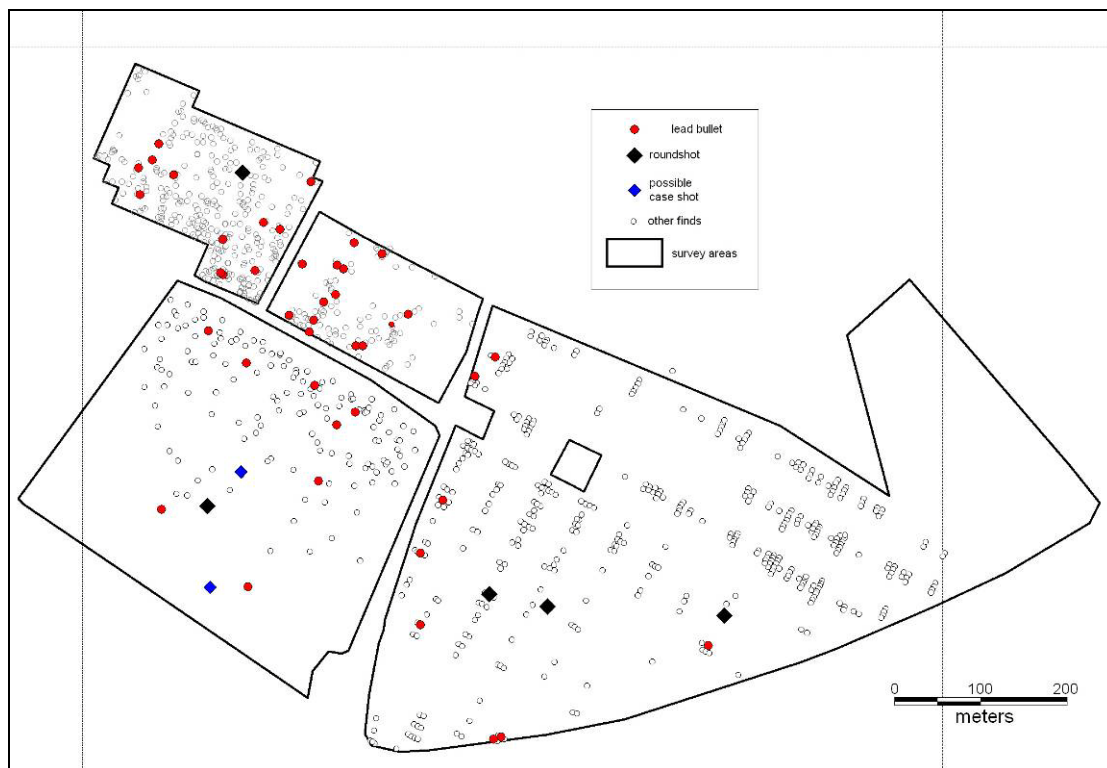 lead bullet
roundshot
possible
case shot
other finds
survey areas
0 100 200
meters